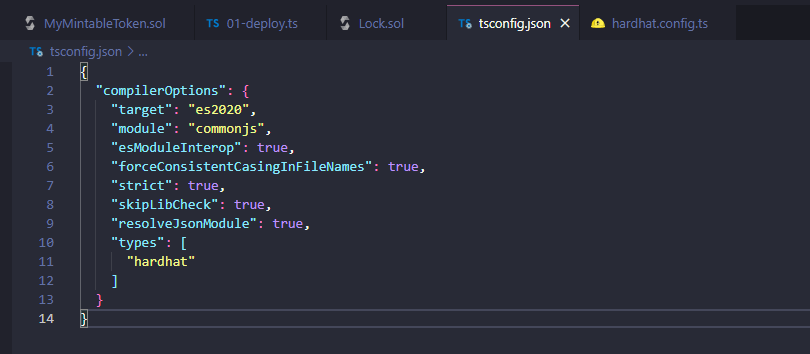 MyMintableToken.sol TS 01-deploy.ts Lock.sol TS tsconfig.json × hardhat.config.ts
TS tsconfig.json > ...
1 {
2   "compilerOptions": {
3     "target": "es2020",
4     "module": "commonjs",
5     "esModuleInterop": true,
6     "forceConsistentCasingInFileNames": true,
7     "strict": true,
8     "skipLibCheck": true,
9     "resolveJsonModule": true,
10     "types": [
11       "hardhat"
12     ]
13   }
14 }